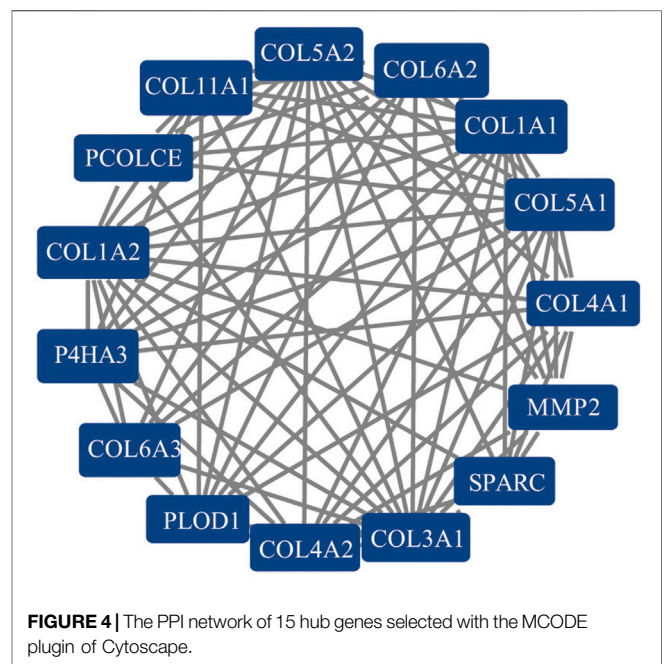 COL5A2
COL6A2
COL11A1
COL1A1
PCOLCE
COL5A1
COL1A2
COL4A1
P4HA3
MMP2
COL6A3
SPARC
PLOD1
COL4A2
COL3A1
FIGURE 4 | The PPI network of 15 hub genes selected with the MCODE
plugin of Cytoscape.